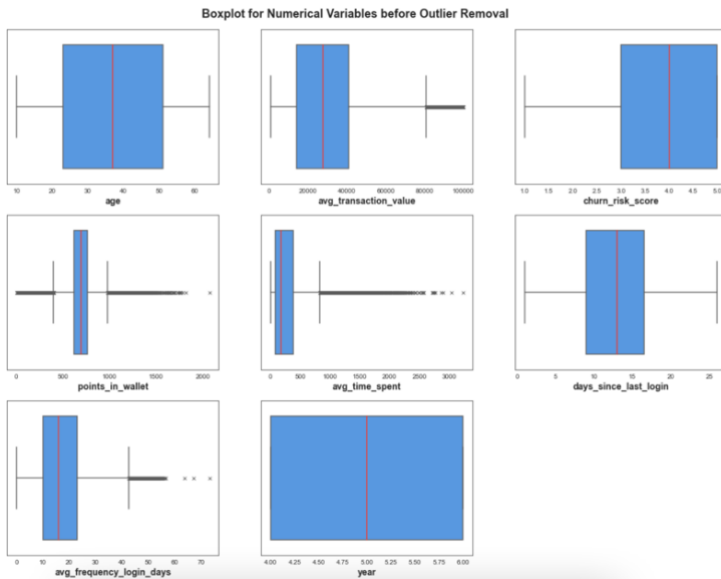 Boxplot for Numerical Variables before Outlier Removal
10 20 30 40 50 60
age
20000 40000 60000 80000 100000
avg_transaction_value
1.0 1.5 2.0 2.5 3.0 3.5 4.0 4.5 5.0
churn_risk_score
0 500 1000 1500 2000
points_in_wallet
0 500 1000 1500 2000 2500 3000
avg_time_spent
0 5 10 15 20 25
days_since_last_login
0 10 20 30 40 50 60 70
avg_frequency_login_days
4.00 4.25 4.50 4.75 5.00 5.25 5.50 5.75 6.00
year